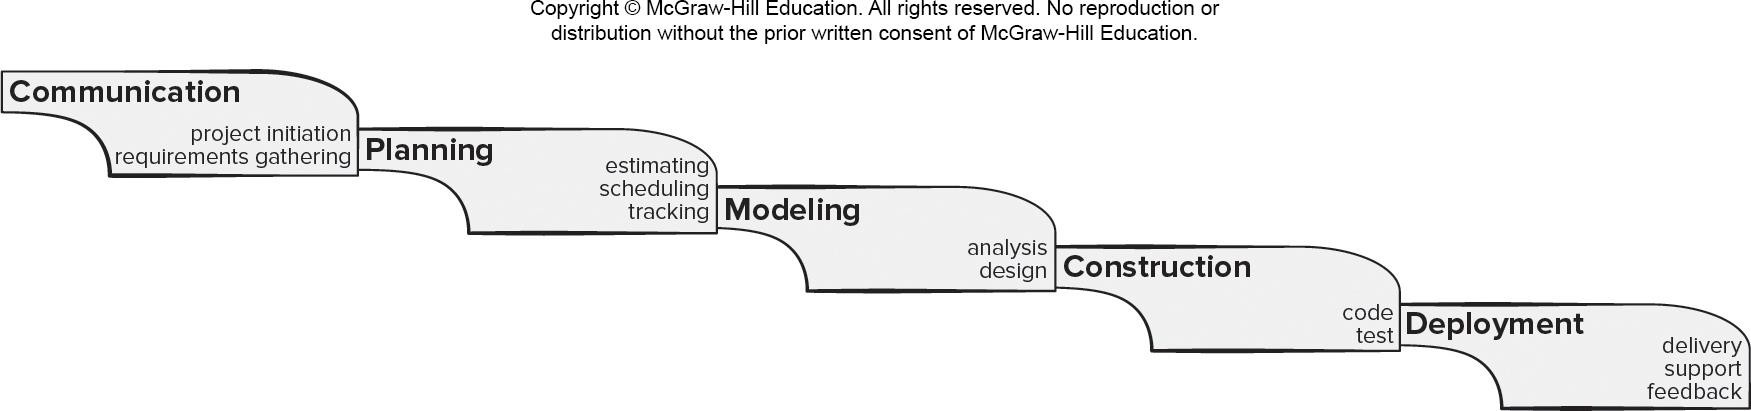 Copyright © McGraw-Hill Education. All rights reserved. No reproduction or
distribution without the prior written consent of McGraw-Hill Education.
Communication
project initiation
requirements gathering
Planning
estimating
scheduling
tracking
Modeling
analysis
design
Construction
code
test
Deployment
delivery
support
feedback